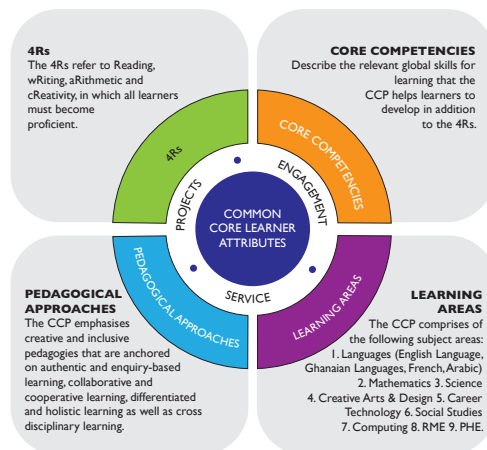 4Rs
The 4Rs refer to Reading,
wRiting, aRithmetic and
cReativity, in which all learners
must become
proficient.
CORE COMPETENCIES
Describe the relevant global skills for
learning that the
CCP helps learners to
develop in addition
to the 4Rs.
4Rs
CORE COMPETENCIES
PROJECTS
ENGAGEMENT
COMMON
CORE LEARNER
ATTRIBUTES
SERVICE
PEDAGOGICAL APPROACHES
LEARNING AREAS
PEDAGOGICAL
APPROACHES
The CCP emphasises
creative and inclusive
pedagogies that are anchored
on authentic and enquiry-based
learning, collaborative and
cooperative learning, differentiated
and holistic learning as well as cross
disciplinary learning.
LEARNING
AREAS
The CCP comprises of
the following subject areas:
1. Languages (English Language,
Ghanaian Languages, French, Arabic)
2. Mathematics 3. Science
4. Creative Arts & Design 5. Career
Technology 6. Social Studies
7. Computing 8. RME 9. PHE.